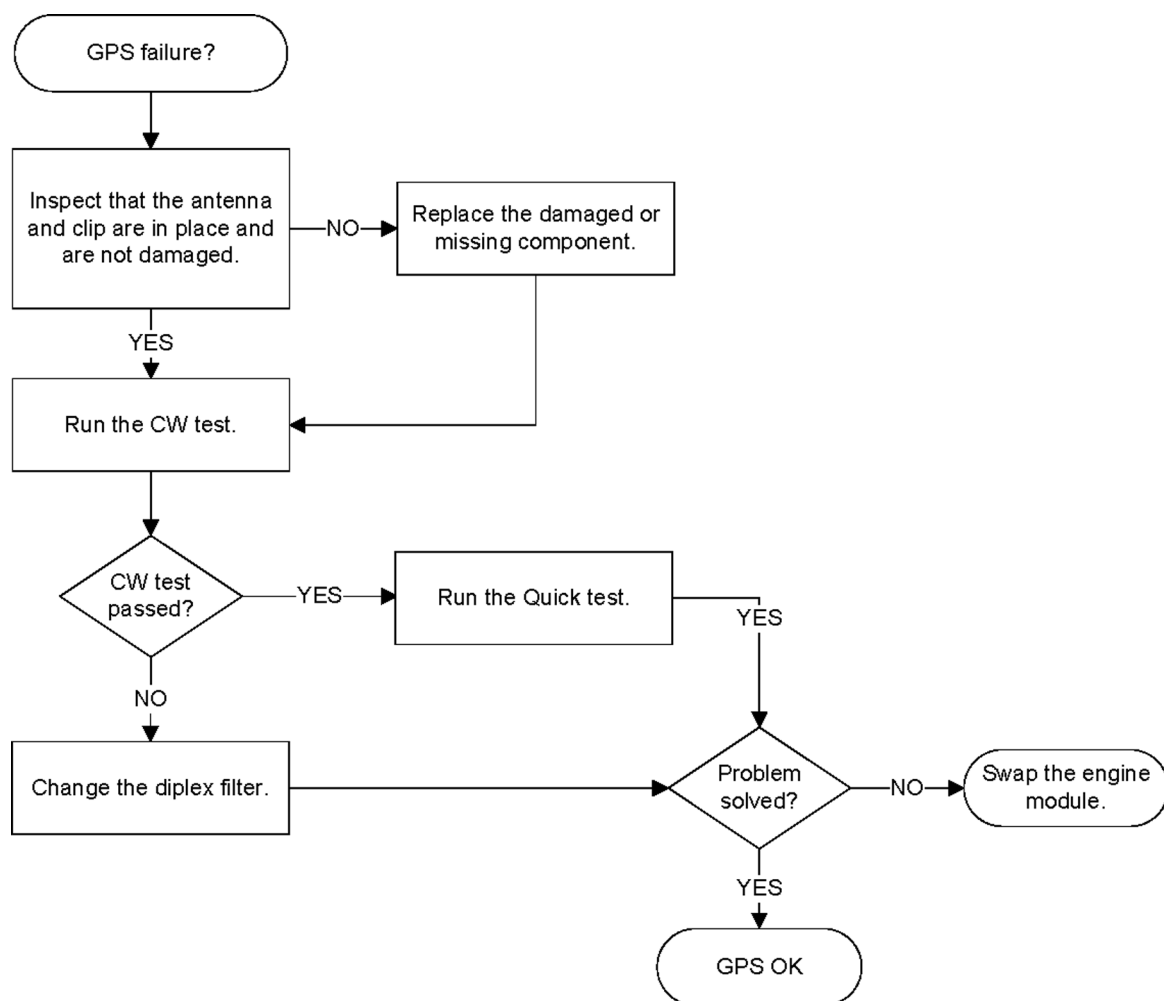 GPS failure?
Inspect that the antenna
and clip are in place and
are not damaged.
NO
Replace the damaged or
missing component.
YES
Run the CW test.
CW test
passed?
YES
Run the Quick test.
YES
NO
Change the diplex filter.
Problem
solved?
NO
Swap the engine
module.
YES
GPS OK